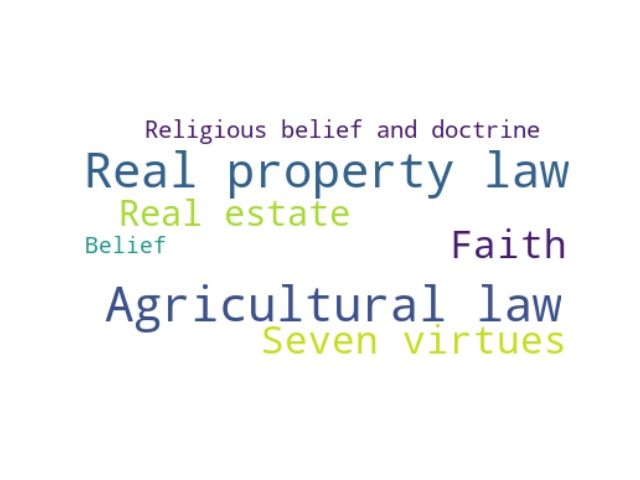 Religious belief and doctrine
Real property law
Real estate
Belief
Faith
Agricultural law
Seven virtues